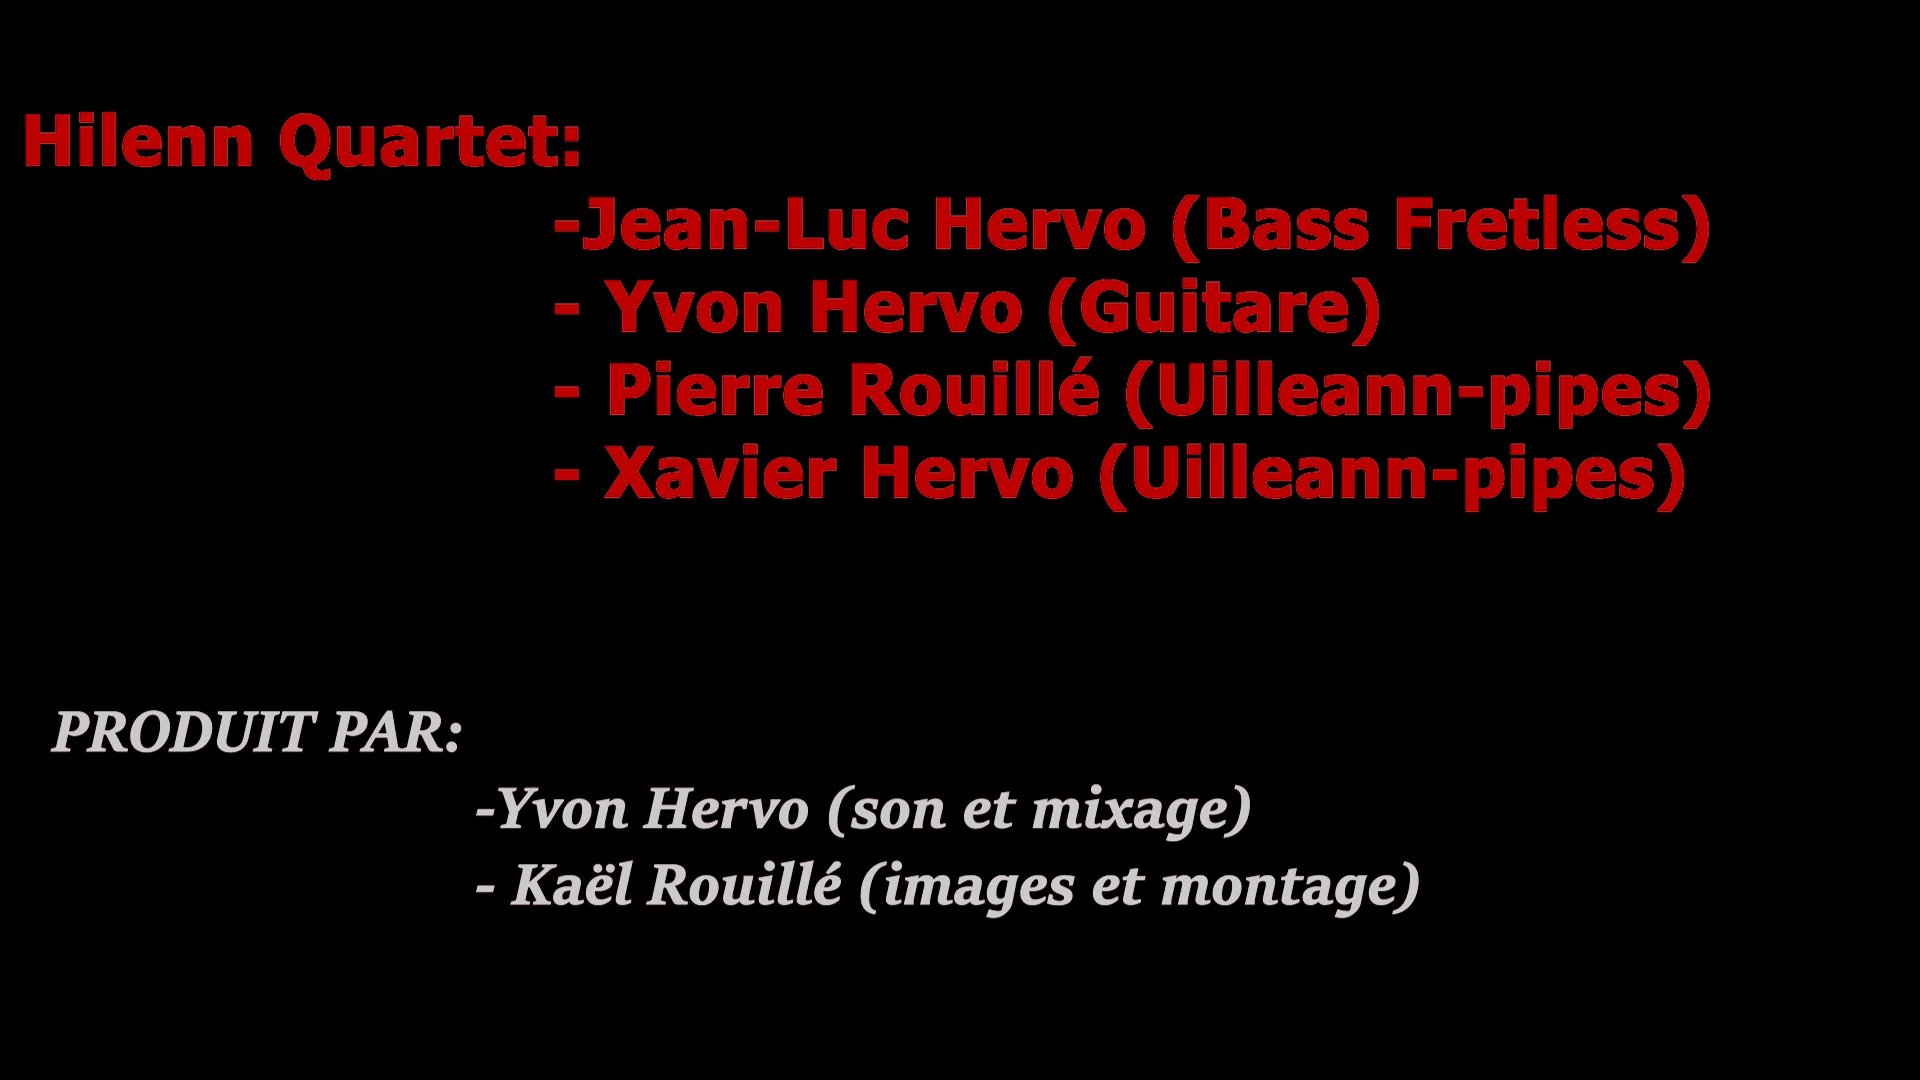 Hilenn Quartet:
-Jean-Luc Hervo (Bass Fretless)
- Yvon Hervo (Guitare)
- Pierre Rouillé (Uilleann-pipes)
- Xavier Hervo (Uilleann-pipes)
PRODUIT PAR:
-Yvon Hervo (son et mixage)
- Kaël Rouillé (images et montage)